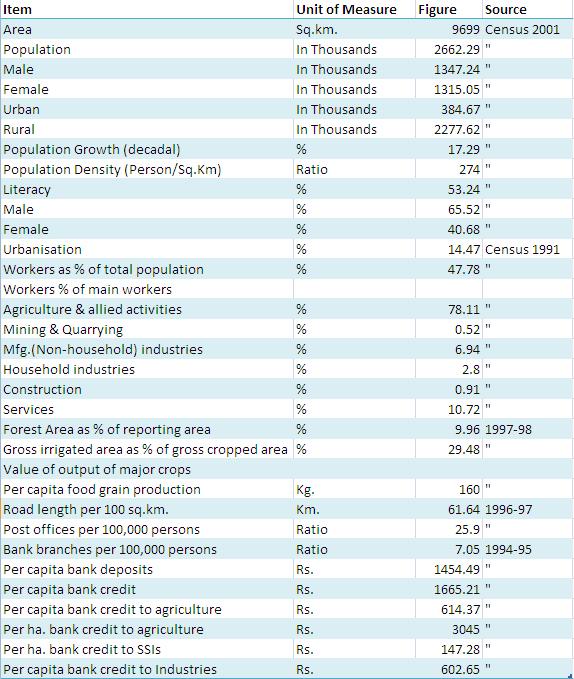 Item Unit of Measure Figure Source
Area Sq.km. 9699 Census 2001
Population In Thousands 2662.29 "
Male In Thousands 1347.24 "
Female In Thousands 1315.05 "
Urban In Thousands 384.67 "
Rural In Thousands 2277.62 "
Population Growth (decadal) % 17.29 "
Population Density (Person/Sq.Km) Ratio 274 "
Literacy % 53.24 "
Male % 65.52 "
Female % 40.68 "
Urbanisation % 14.47 Census 1991
Workers as % of total population % 47.78 "
Workers % of main workers
Agriculture & allied activities % 78.11 "
Mining & Quarrying % 0.52 "
Mfg.(Non-household) industries % 6.94 "
Household industries % 2.8 "
Construction % 0.91 "
Services % 10.72 "
Forest Area as % of reporting area % 9.96 1997-98
Gross irrigated area as % of gross cropped area % 29.48 "
Value of output of major crops
Per capita food grain production Kg. 160 "
Road length per 100 sq.km. Km. 61.64 1996-97
Post offices per 100,000 persons Ratio 25.9 "
Bank branches per 100,000 persons Ratio 7.05 1994-95
Per capita bank deposits Rs. 1454.49 "
Per capita bank credit Rs. 1665.21 "
Per capita bank credit to agriculture Rs. 614.37 "
Per ha. bank credit to agriculture Rs. 3045 "
Per ha. bank credit to SSIs Rs. 147.28 "
Per capita bank credit to Industries Rs. 602.65 "